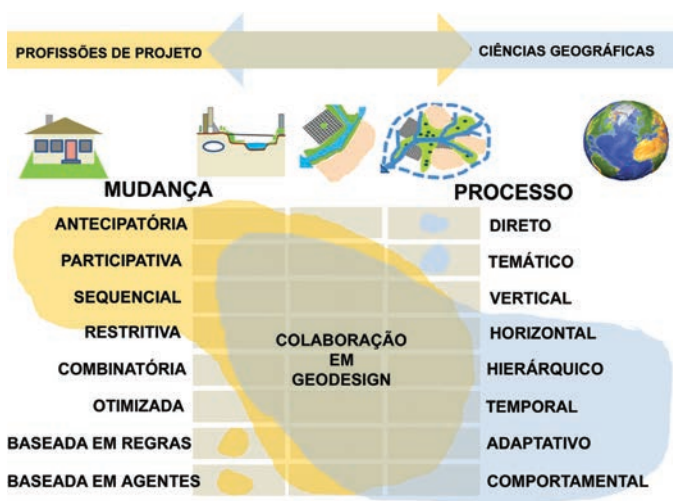 PROFISSÕES DE PROJETO
CIÊNCIAS GEOGRÁFICAS
MUDANÇA
PROCESSO
ANTECIPATÓRIA
DIRETO
PARTICIPATIVA
TEMÁTICO
SEQUENCIAL
VERTICAL
RESTRITIVA
HORIZONTAL
COLABORAÇÃO
EM
GEODESIGN
COMBINATÓRIA
HIERÁRQUICO
OTIMIZADA
TEMPORAL
BASEADA EM REGRAS
ADAPTATIVO
BASEADA EM AGENTES
COMPORTAMENTAL